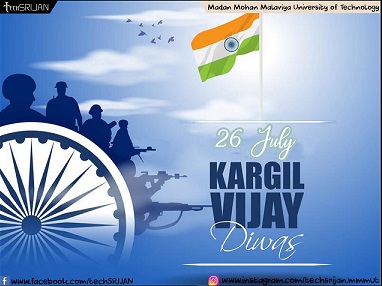 techSRIJAN
Madan Mohan Malaviya University of Technology
26 July
KARGIL
VIJAY
Diwas
www.facebook.com/techSRIJAN
www.instagram.com/techsrijan.mmmut